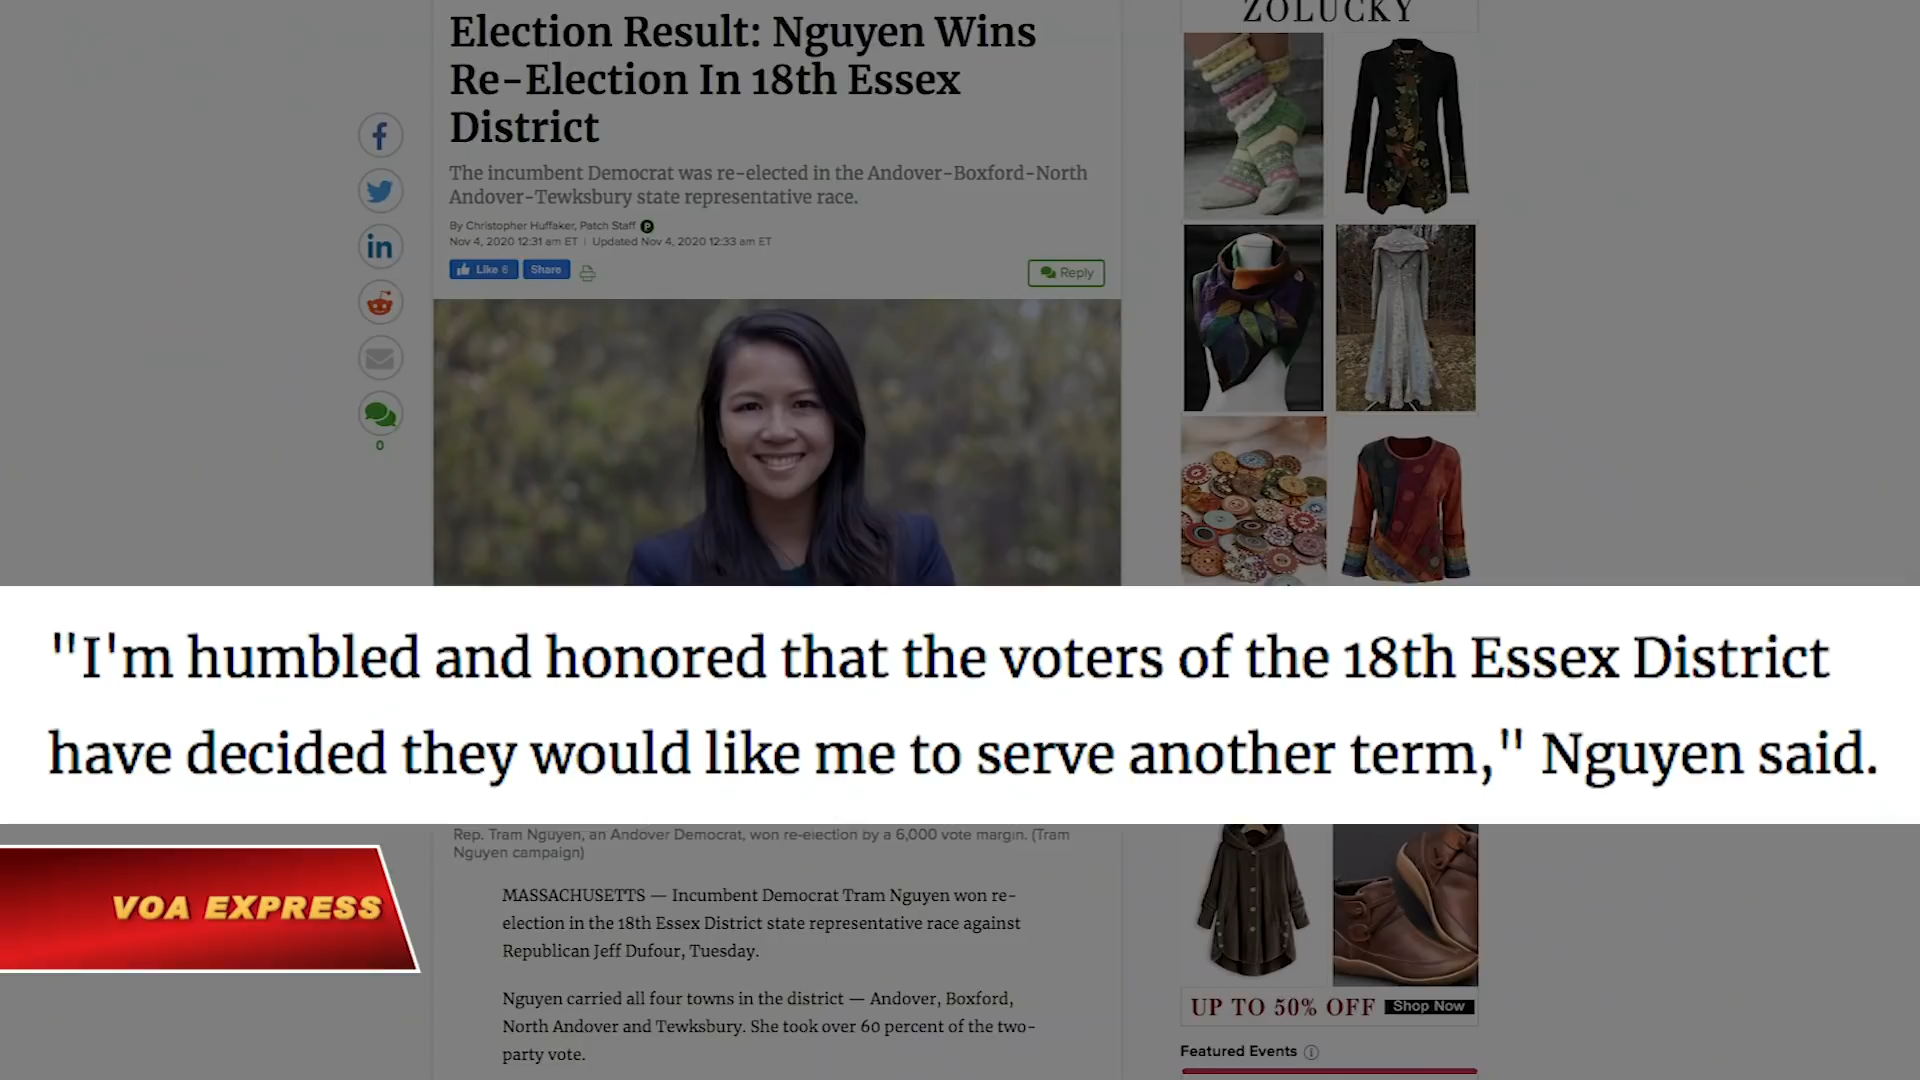 ZOLUCKY
Election Result: Nguyen Wins
Re-Election In 18th Essex
District
The incumbent Democrat was re-elected in the Andover-Boxford-North
Andover-Tewksbury state representative race.
By Christopher Huffaker, Patch Staff P
Nov 4, 2020 12:31 am ET | Updated Nov 4, 2020 12:33 am ET
Like 6 Share
Reply
0
"I'm humbled and honored that the voters of the 18th Essex District
have decided they would like me to serve another term," Nguyen said.
Rep. Tram Nguyen, an Andover Democrat, won re-election by a 6,000 vote margin. (Tram
Nguyen campaign)
VOA EXPRESS
MASSACHUSETTS — Incumbent Democrat Tram Nguyen won re-
election in the 18th Essex District state representative race against
Republican Jeff Dufour, Tuesday.
Nguyen carried all four towns in the district — Andover, Boxford,
North Andover and Tewksbury. She took over 60 percent of the two-
party vote.
UP TO 50% OFF Shop Now
Featured Events